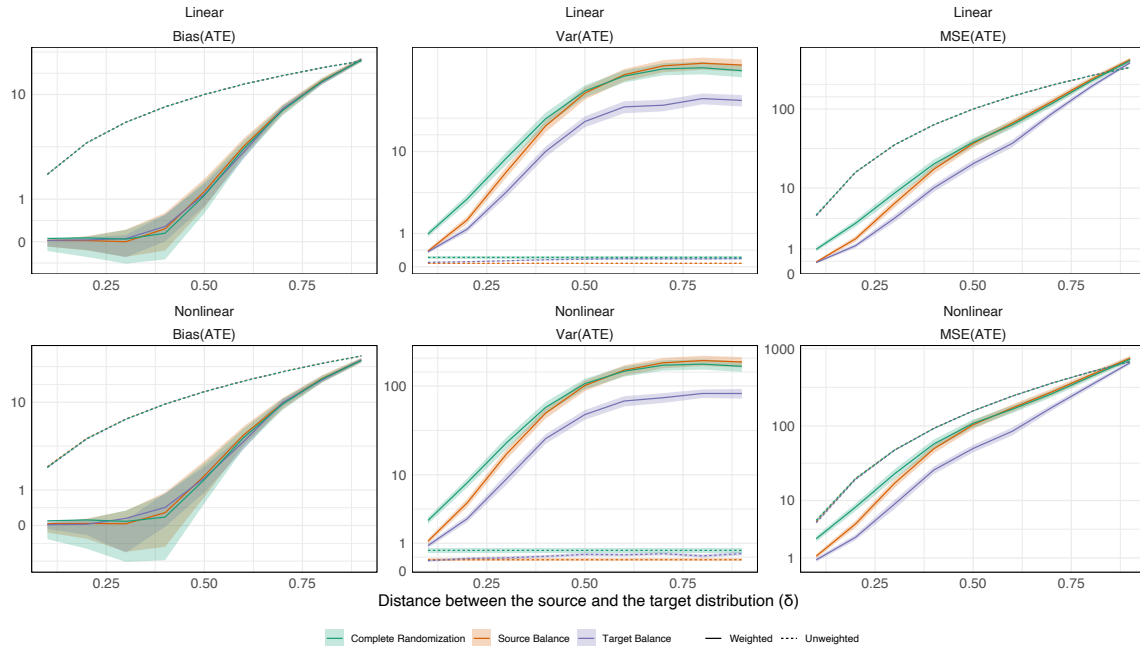 Linear
Bias(ATE)
10
1
0
0.25
0.50
0.75
Linear
Var(ATE)
10
1
0
0.25
0.50
0.75
Linear
MSE(ATE)
100
10
1
0
0.25
0.50
0.75
Nonlinear
Bias(ATE)
10
1
0
0.25
0.50
0.75
Nonlinear
Var(ATE)
100
10
1
0
0.25
0.50
0.75
Nonlinear
MSE(ATE)
1000
100
10
1
0.25
0.50
0.75
Distance between the source and the target distribution (δ)
Complete Randomization Source Balance Target Balance Weighted Unweighted